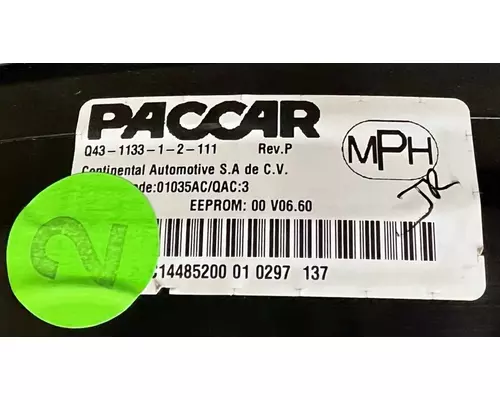 PACCAR
Q43-1133-1-2-111 Rev.P
MPH
Continental Automotive S.A de C.V.
de:01035AC/QAC:3
JR
EEPROM: 00 V06.60
14485200 01 0297 137
2